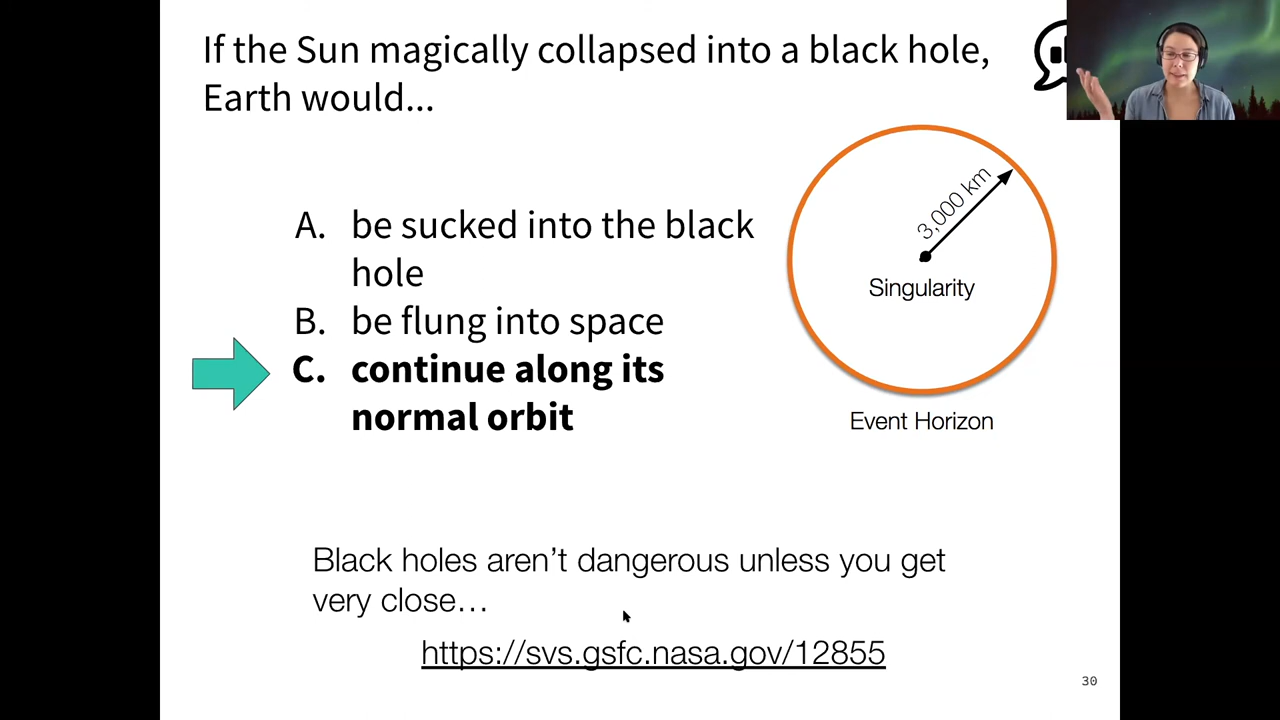 If the Sun magically collapsed into a black hole,
Earth would...
A. be sucked into the black
hole
B. be flung into space
C. continue along its
normal orbit
3,000 km
Singularity
Event Horizon
Black holes aren’t dangerous unless you get
very close…
https://svs.gsfc.nasa.gov/12855
30